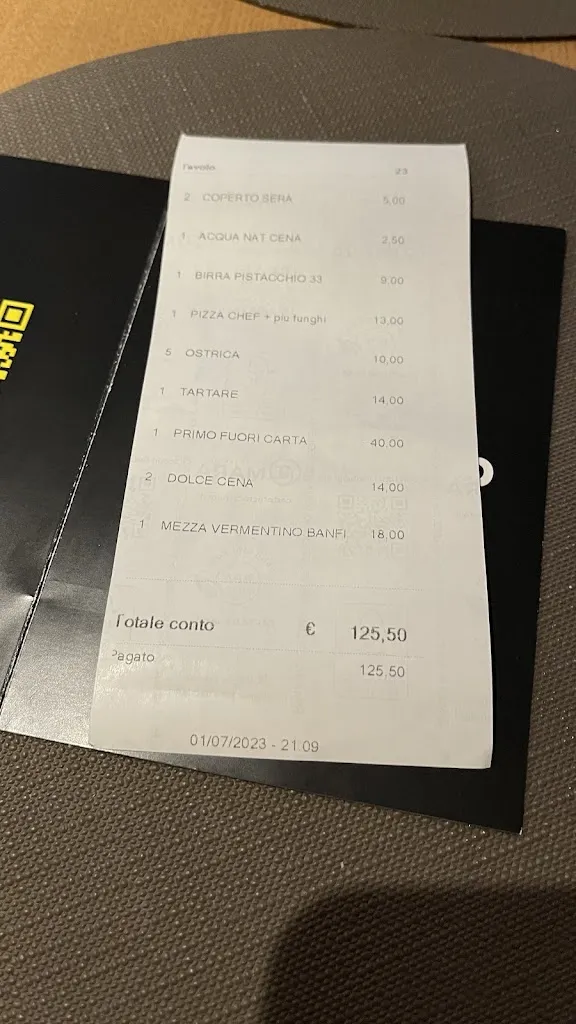 Tavolo 23
2 COPERTO SERA 5,00
1 ACQUA NAT CENA 2,50
1 BIRRA PISTACCHIO 33 9,00
1 PIZZA CHEF + piu funghi 13,00
5 OSTRICA 10,00
1 TARTARE 14,00
1 PRIMO FUORI CARTA 40,00
2 DOLCE CENA 14,00
1 MEZZA VERMENTINO BANFI 18,00
Totale conto € 125,50
Pagato 125,50
01/07/2023 - 21:09